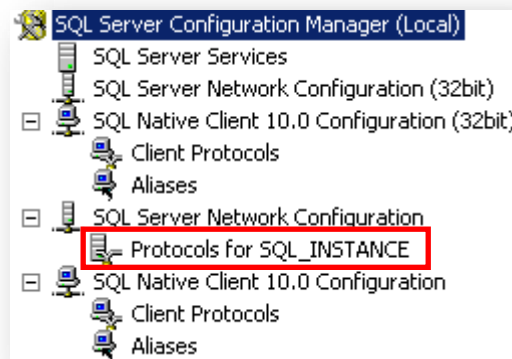 SQL Server Configuration Manager (Local)
SQL Server Services
SQL Server Network Configuration (32bit)
SQL Native Client 10.0 Configuration (32bit)
Client Protocols
Aliases
SQL Server Network Configuration
Protocols for SQL_INSTANCE
SQL Native Client 10.0 Configuration
Client Protocols
Aliases